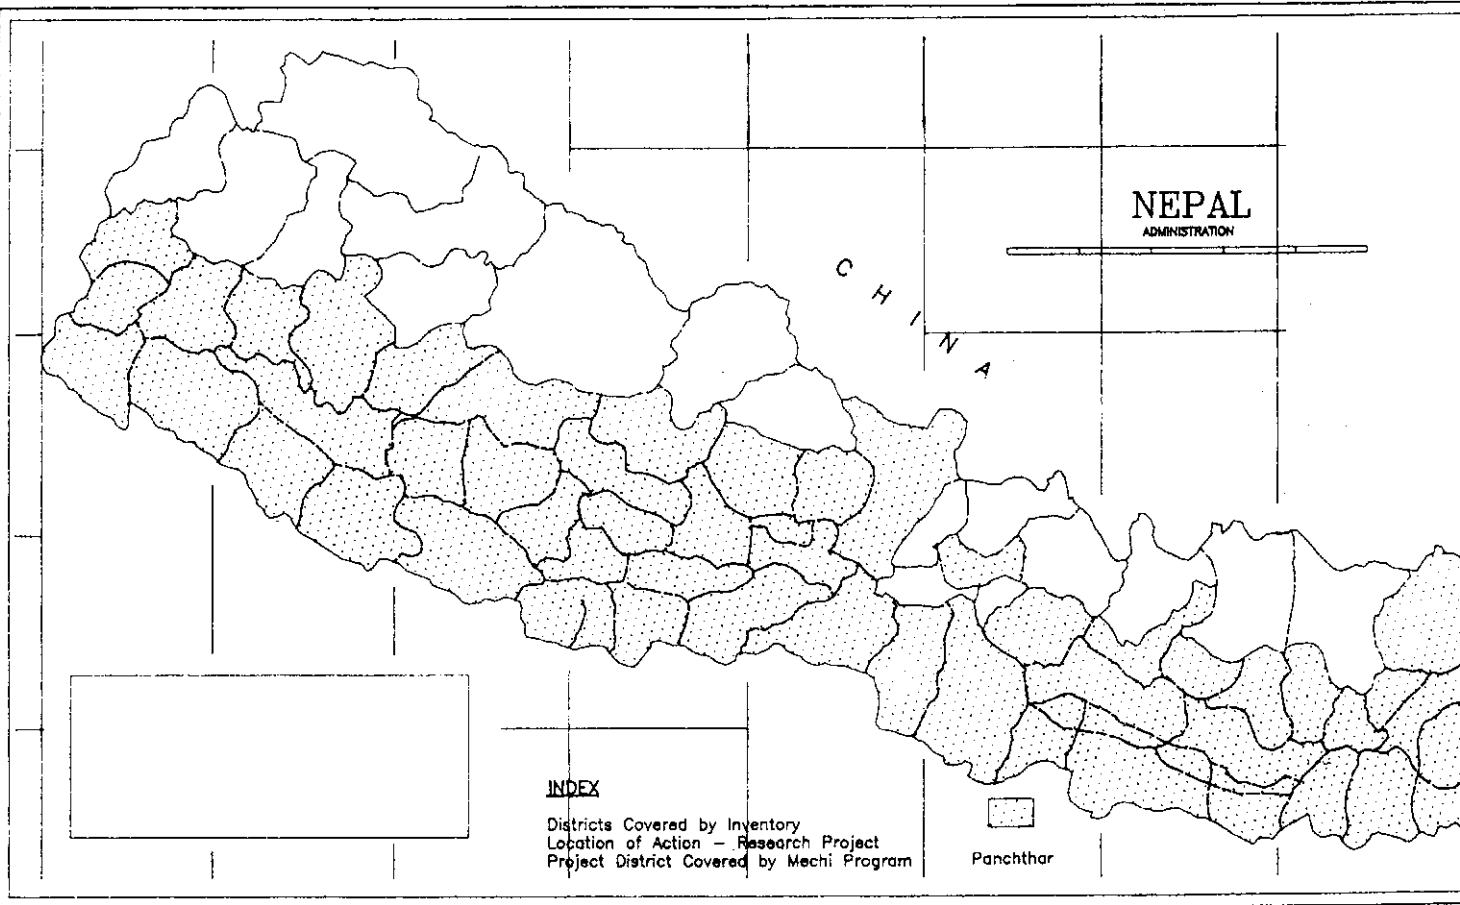 NEPAL
ADMINISTRATION
CHINA
INDEX
Districts Covered by Inventory
Location of Action – Research Project
Project District Covered by Mechi Program
Panchthar